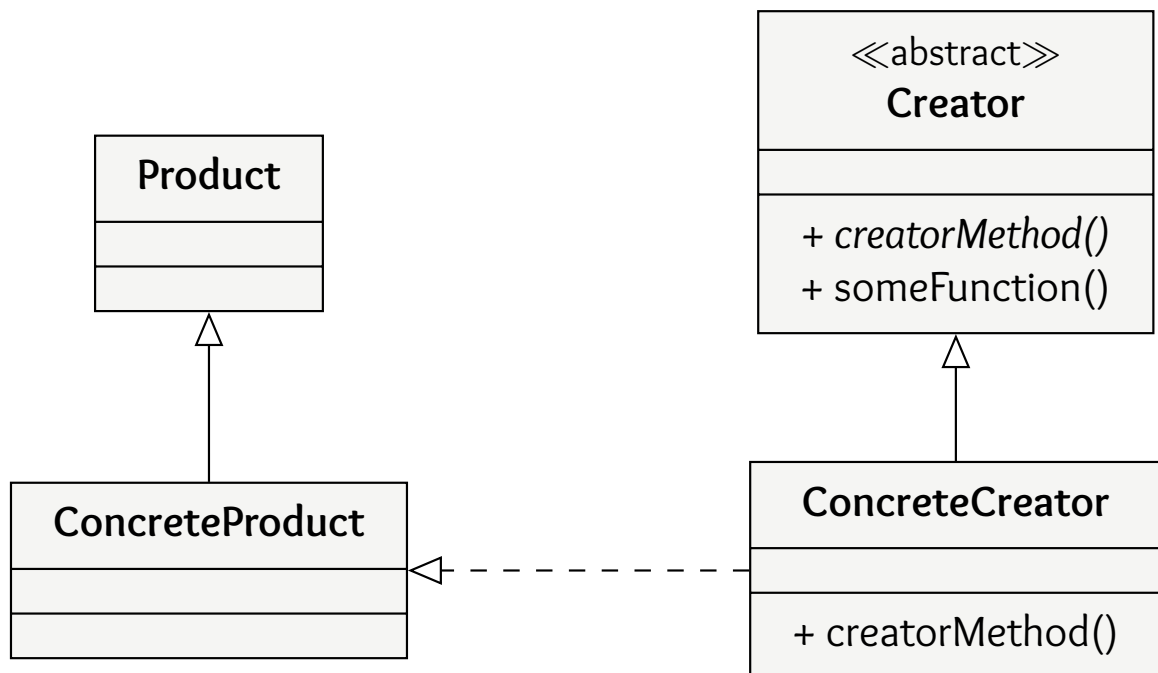 ≪abstract≫
Creator
+ creatorMethod()
+ someFunction()
Product
ConcreteProduct
ConcreteCreator
+ creatorMethod()